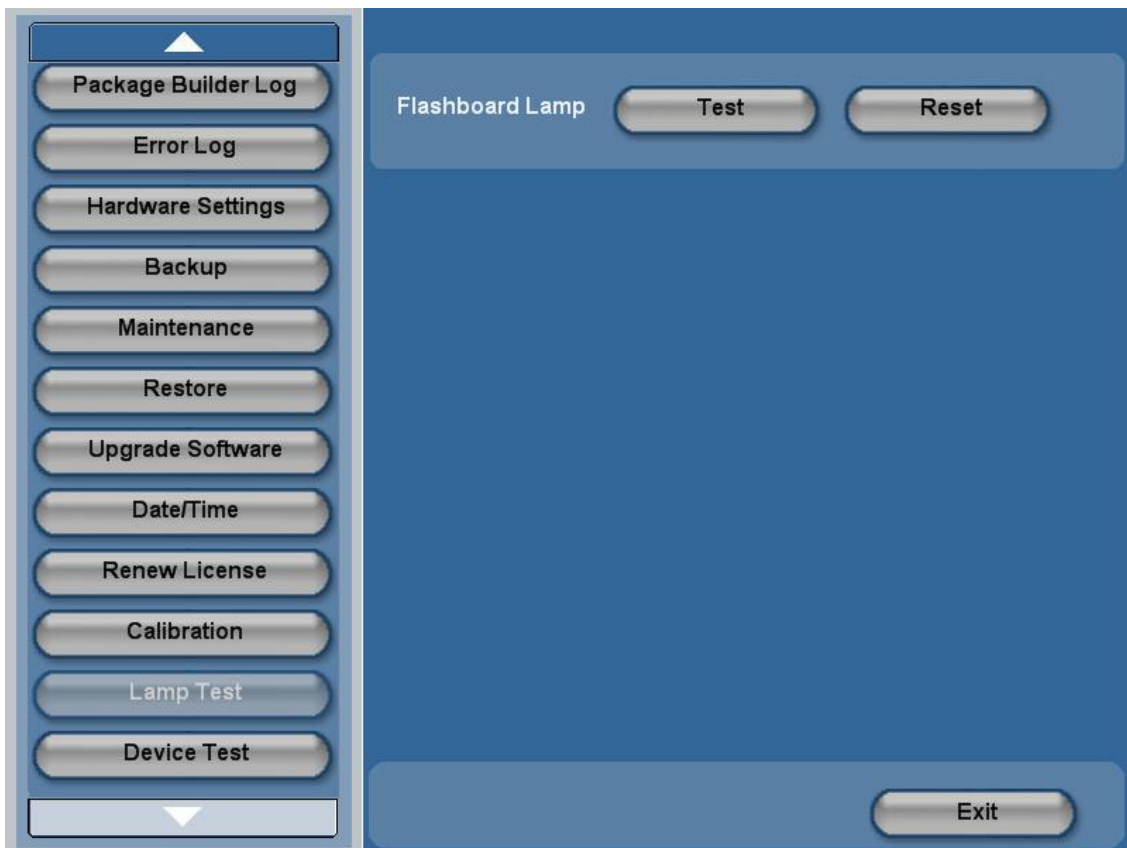 Package Builder Log
Error Log
Hardware Settings
Backup
Maintenance
Restore
Upgrade Software
Date/Time
Renew License
Calibration
Lamp Test
Device Test
Flashboard Lamp
Test
Reset
Exit